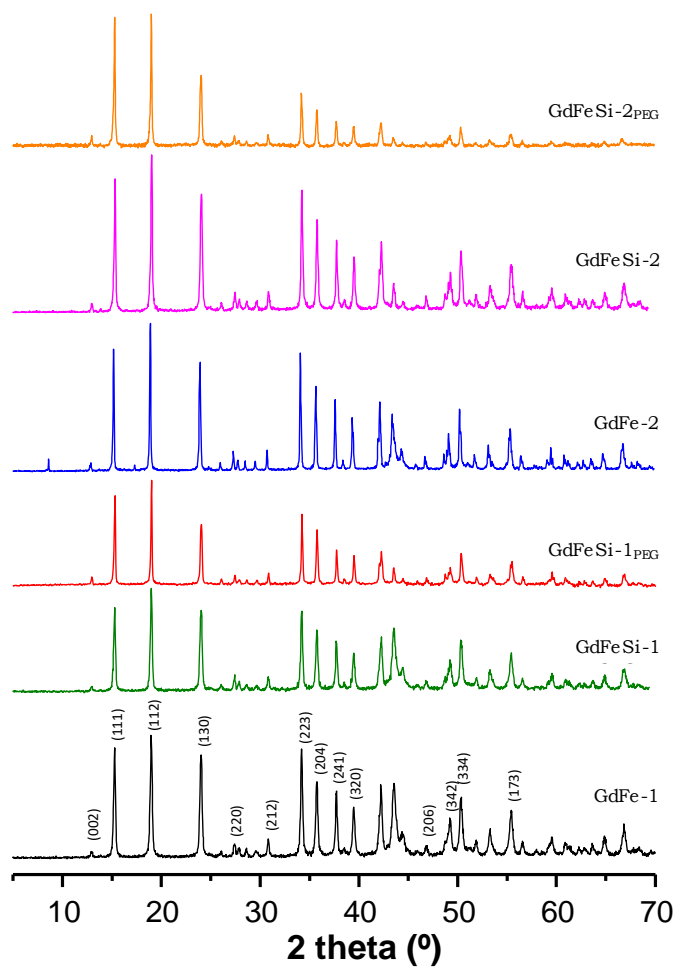 GdFeSi-2PEG
GdFeSi-2
GdFe-2
GdFeSi-1PEG
GdFeSi-1
GdFe-1
(002)
(111)
(112)
(130)
(220)
(212)
(223)
(204)
(241)
(320)
(206)
(342)
(334)
(173)
10 20 30 40 50 60 70
2 theta (º)